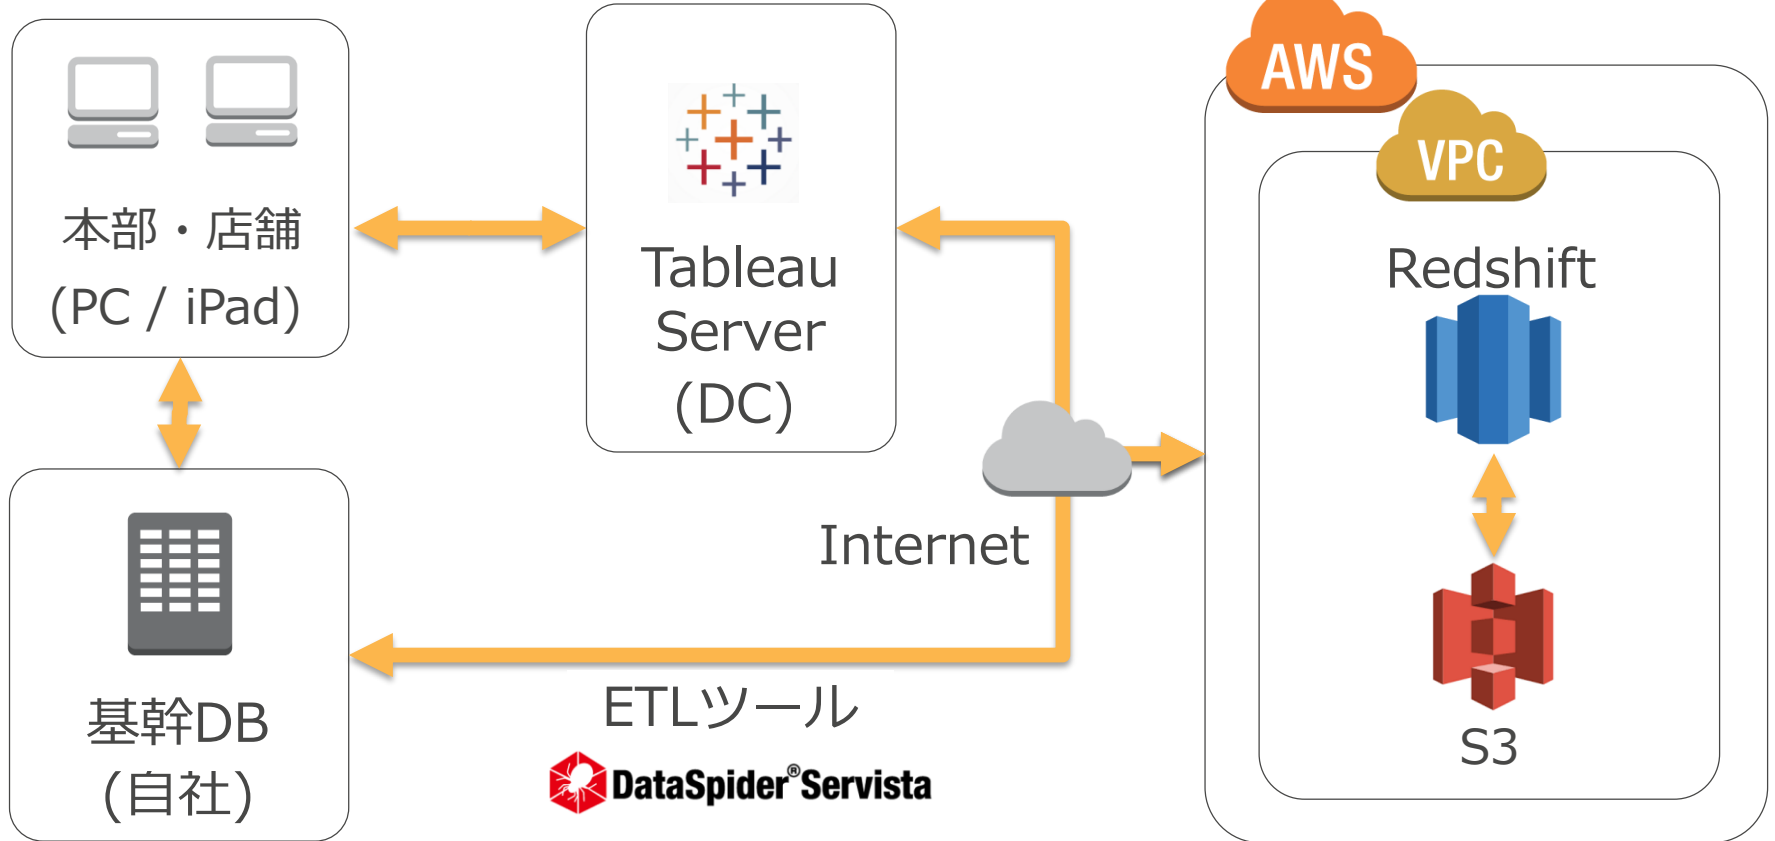 本部・店舗
(PC / iPad)
Tableau
Server
(DC)
AWS
VPC
Redshift
S3
Internet
基幹DB
(自社)
ETLツール
DataSpider®Servista